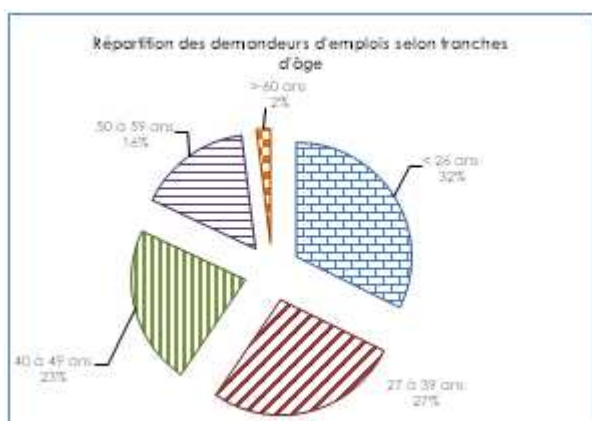 Répartition des demandeurs d'emplois selon tranches
d'âge
> 60 ans
2%
50 à 59 ans
16%
< 26 ans
32%
40 à 49 ans
23%
27 à 39 ans
27%